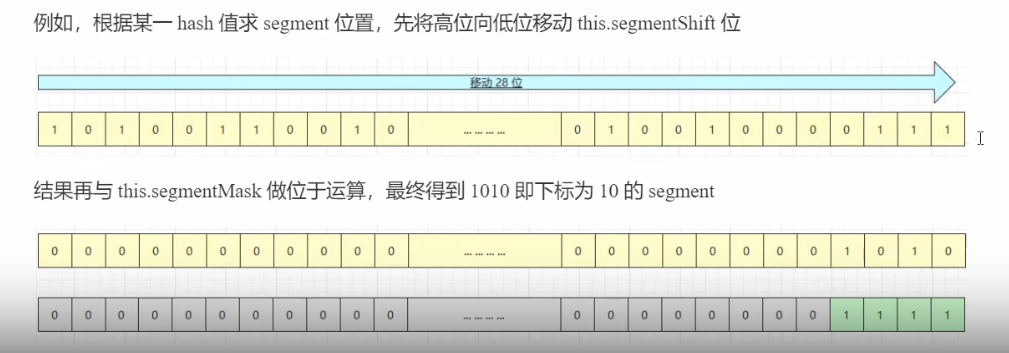 例如，根据某一 hash 值求 segment 位置，先将高位向低位移动 this.segmentShift 位
移动 28 位
1 0 1 0 0 1 1 0 0 1 0 ... ... ... ... 0 1 0 0 1 0 0 0 0 1 1 1
结果再与 this.segmentMask 做位于运算，最终得到 1010 即下标为 10 的 segment
0 0 0 0 0 0 0 0 0 0 0 ... ... ... ... 0 0 0 0 0 0 0 0 1 0 1 0
0 0 0 0 0 0 0 0 0 0 0 ... ... ... ... 0 0 0 0 0 0 0 0 1 1 1 1